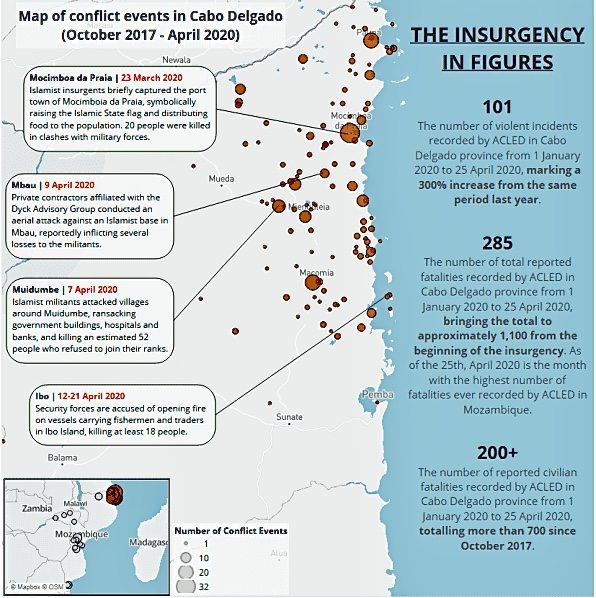 Map of conflict events in Cabo Delgado
(October 2017 - April 2020)
Newala
Mocimboa da Praia | 23 March 2020
Islamist insurgents briefly captured the port
town of Mocimboa da Praia, symbolically
raising the Islamic State flag and distributing
food to the population. 20 people were killed
in clashes with military forces.
Mueda
Mbau | 9 April 2020
Private contractors affiliated with the
Dyck Advisory Group conducted an
aerial attack against an Islamist base in
Mbau, reportedly inflicting several
losses to the militants.
Macomia
Muidumbe | 7 April 2020
Islamist militants attacked villages
around Muidumbe, ransacking
government buildings, hospitals and
banks, and killing an estimated 52
people who refused to join their ranks.
Pemba
Ibo | 12-21 April 2020
Security forces are accused of opening fire
on vessels carrying fishermen and traders
in Ibo Island, killing at least 18 people.
Sunate
Balama
Alua
Zambia
Malawi
Mozambique
Madagasc
© Mapbox © OSM
Number of Conflict Events
1
10
20
32
THE INSURGENCY
IN FIGURES
101
The number of violent incidents
recorded by ACLED in Cabo
Delgado province from 1 January
2020 to 25 April 2020, marking a
300% increase from the same
period last year.
285
The number of total reported
fatalities recorded by ACLED in
Cabo Delgado province from 1
January 2020 to 25 April 2020,
bringing the total to
approximately 1,100 from the
beginning of the insurgency. As
of the 25th, April 2020 is the month
with the highest number of
fatalities ever recorded by ACLED in
Mozambique.
200+
The number of reported civilian
fatalities recorded by ACLED in
Cabo Delgado province from 1
January 2020 to 25 April 2020,
totalling more than 700 since
October 2017.